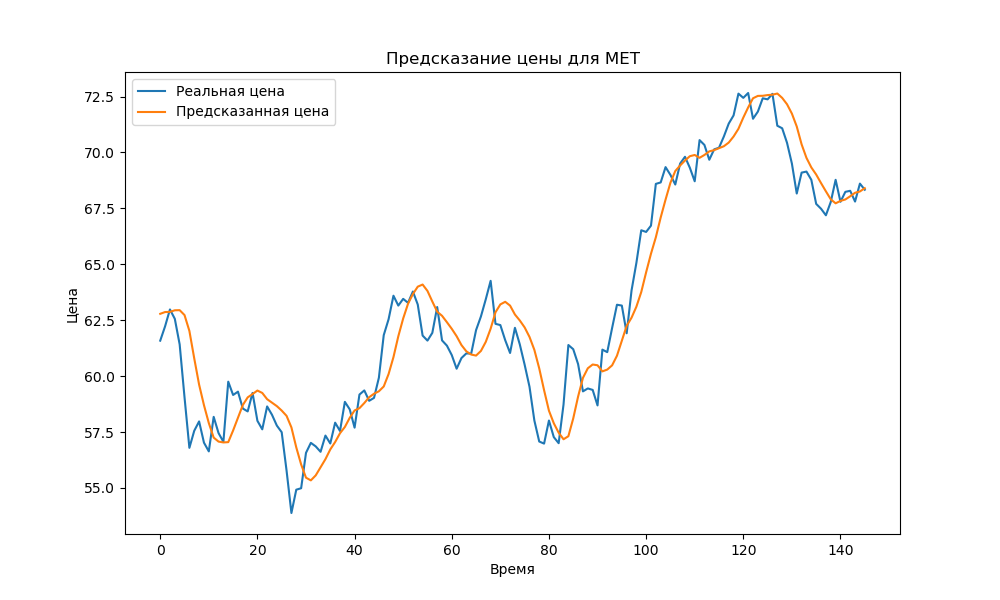 Предсказание цены для MET
Реальная цена
Предсказанная цена
72.5
70.0
67.5
65.0
62.5
60.0
57.5
55.0
Цена
0 20 40 60 80 100 120 140
Время